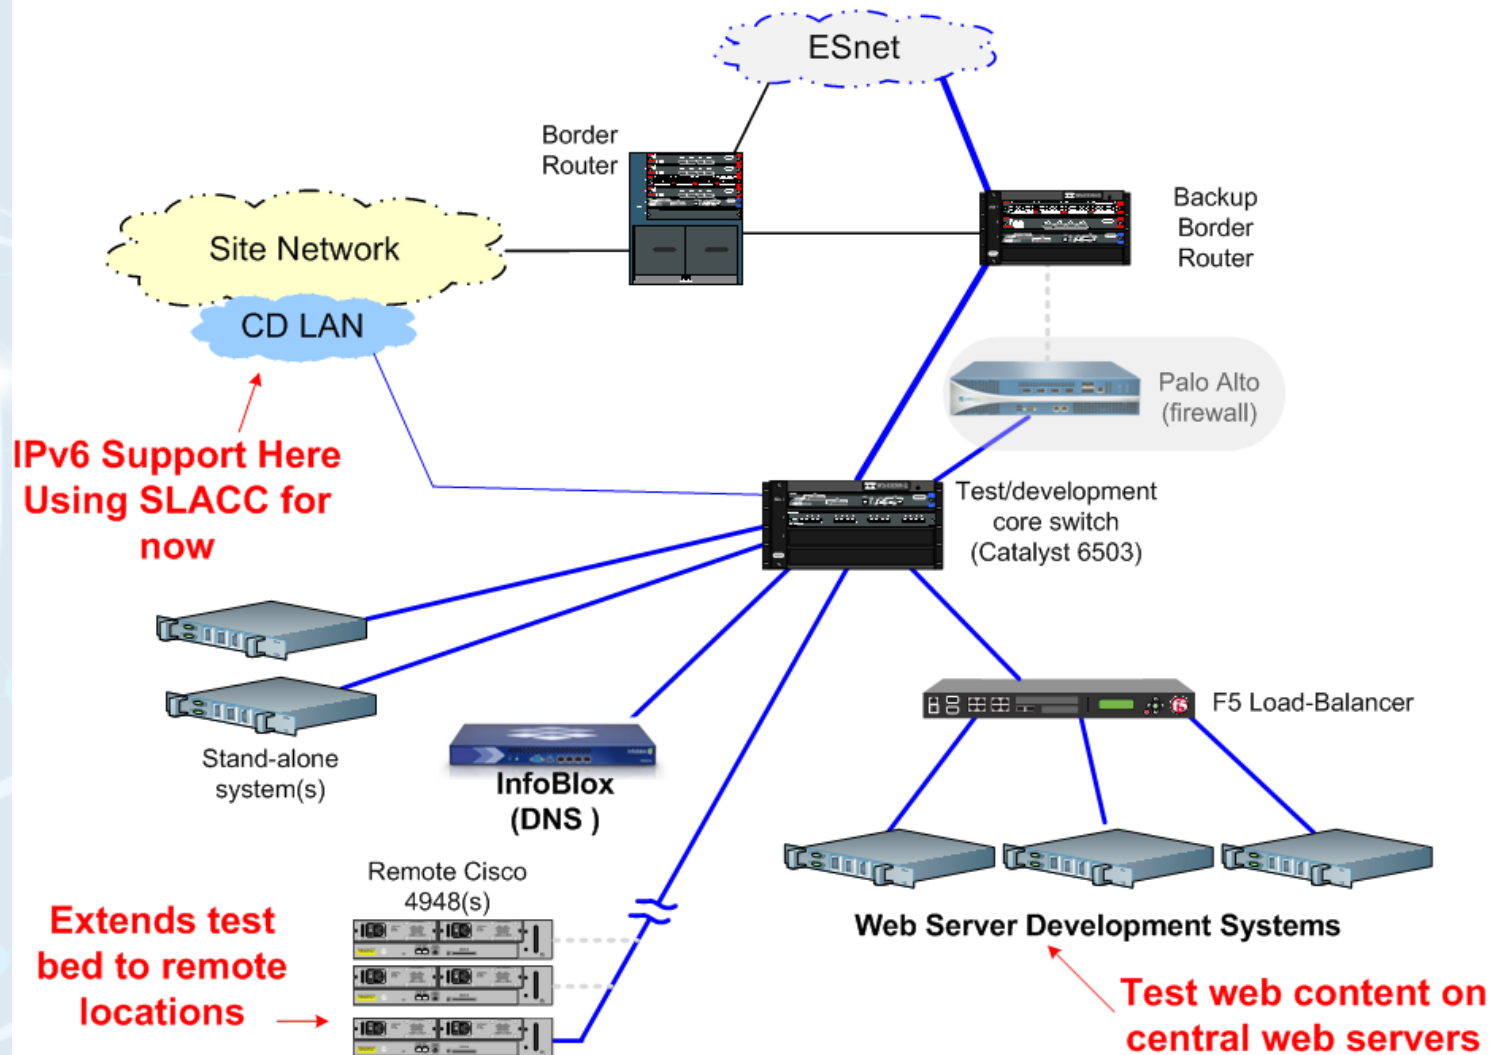 ESnet
Border
Router
Backup
Border
Router
Site Network
CD LAN
Palo Alto
(firewall)
IPv6 Support Here
Using SLACC for
now
Test/development
core switch
(Catalyst 6503)
F5 Load-Balancer
f5
Stand-alone
system(s)
InfoBlox
(DNS )
Remote Cisco
4948(s)
Extends test
bed to remote
locations
Web Server Development Systems
Test web content on
central web servers